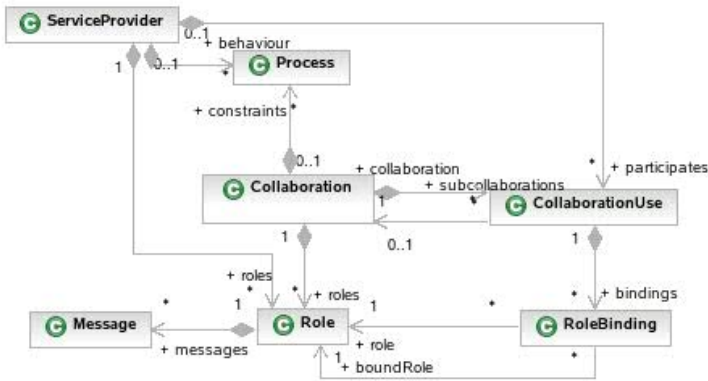 C ServiceProvider
0..1
+ behaviour
1
0..1
*
C Process
+ constraints *
0..1
+ collaboration
* + participates
C Collaboration
1
+ subcollaborations
*
C CollaborationUse
1
0..1
1
+ roles
*
*
+ roles
* + bindings
*
1
C Message
C Role
1
*
C RoleBinding
+ messages
+ role
1
+ boundRole
*